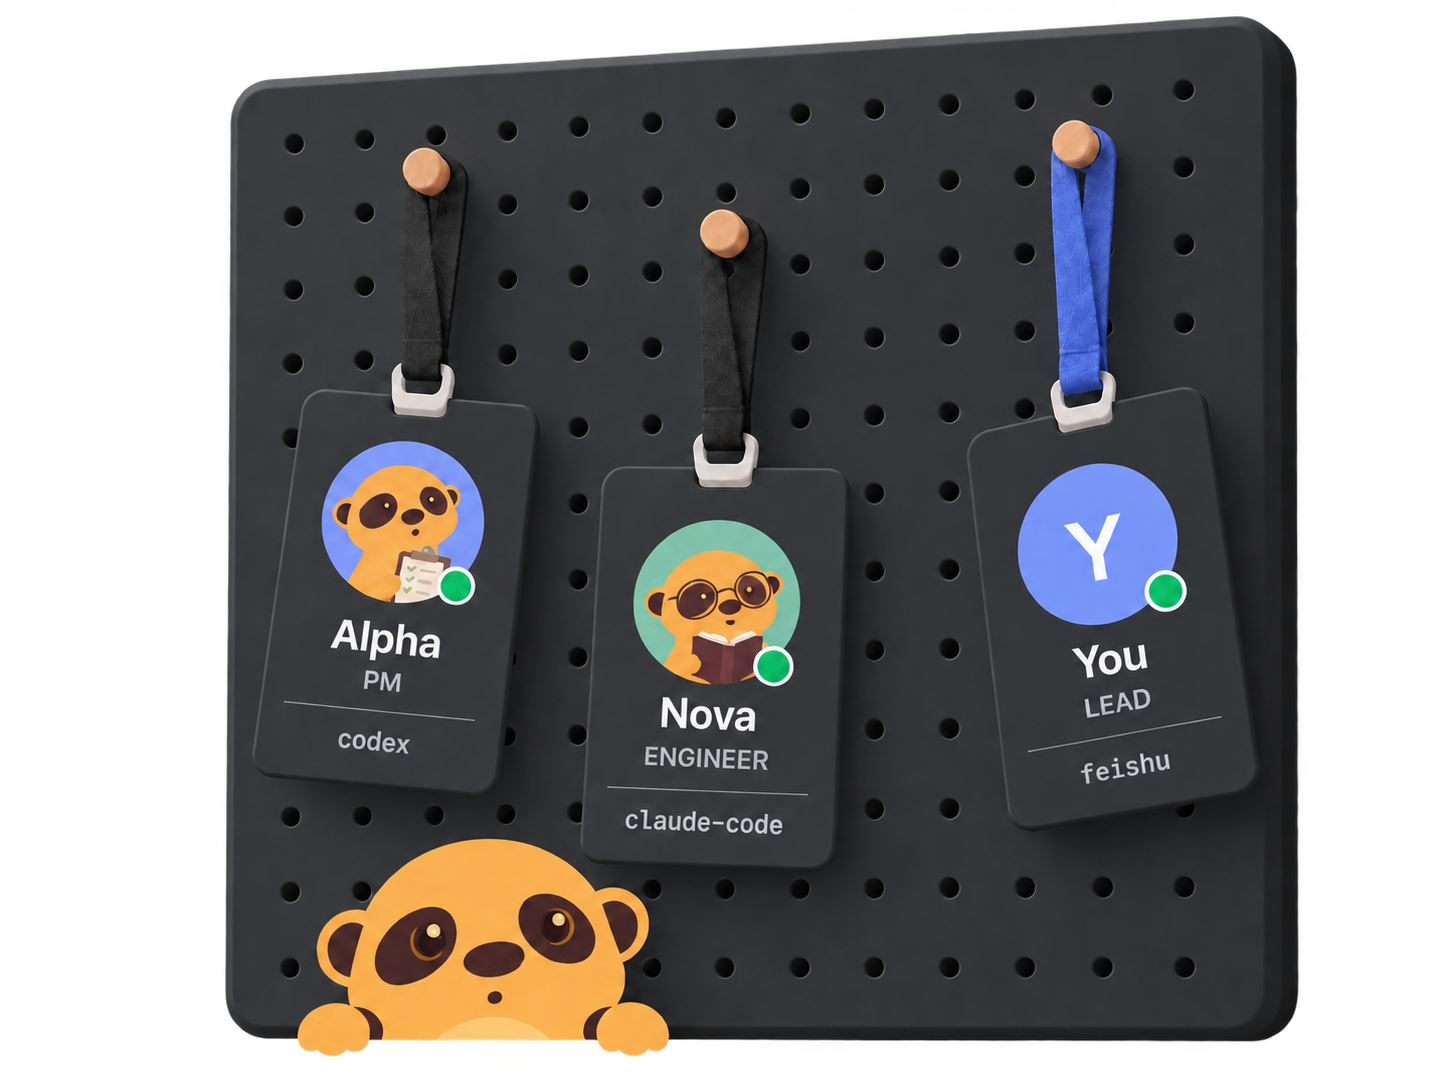 Alpha
PM
codex
Nova
ENGINEER
claude-code
Y
You
LEAD
feishu